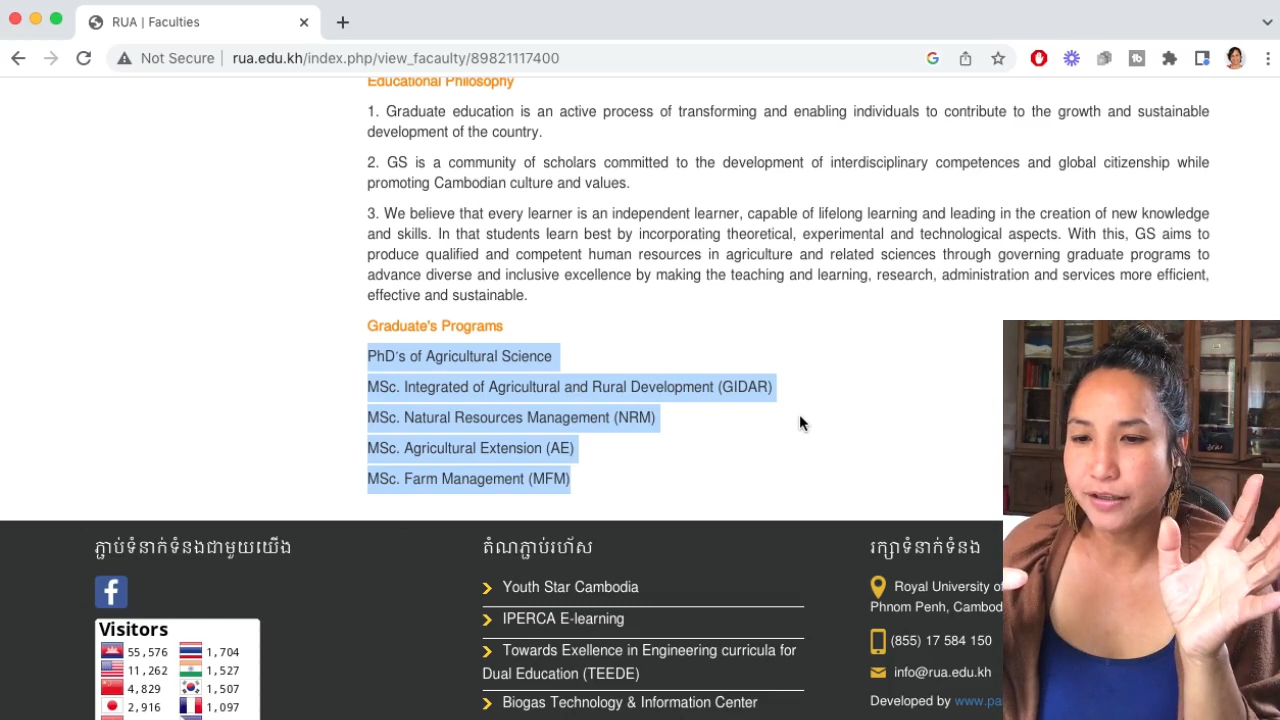 RUA | Faculties
Not Secure
rua.edu.kh/index.php/view_facaulty/89821117400
Educational Philosophy
1. Graduate education is an active process of transforming and enabling individuals to contribute to the growth and sustainable
development of the country.
2. GS is a community of scholars committed to the development of interdisciplinary competences and global citizenship while
promoting Cambodian culture and values.
3. We believe that every learner is an independent learner, capable of lifelong learning and leading in the creation of new knowledge
and skills. In that students learn best by incorporating theoretical, experimental and technological aspects. With this, GS aims to
produce qualified and competent human resources in agriculture and related sciences through governing graduate programs to
advance diverse and inclusive excellence by making the teaching and learning, research, administration and services more efficient,
effective and sustainable.
Graduate's Programs
PhD's of Agricultural Science
MSc. Integrated of Agricultural and Rural Development (GIDAR)
MSc. Natural Resources Management (NRM)
MSc. Agricultural Extension (AE)
MSc. Farm Management (MFM)
ភ្ជាប់ទំនាក់ទំនងជាមួយយើង
Visitors
55,576 1,704
11,262 1,527
4,829 1,507
2,916 1,097
តំណភ្ជាប់រហ័ស
Youth Star Cambodia
IPERCA E-learning
Towards Exellence in Engineering curricula for
Dual Education (TEEDE)
Biogas Technology & Information Center
រក្សាទំនាក់ទំនង
Royal University of
Phnom Penh, Cambod
(855) 17 584 150
info@rua.edu.kh
Developed by www.pa